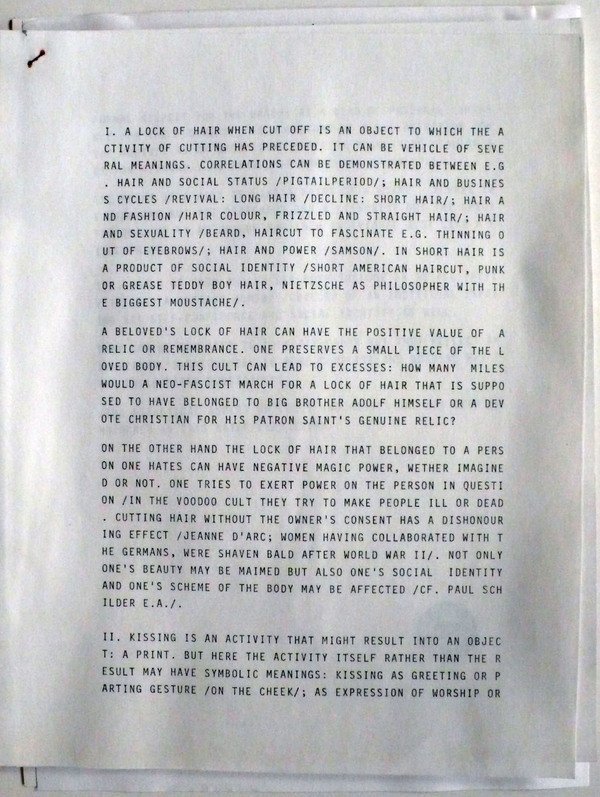 I. A LOCK OF HAIR WHEN CUT OFF IS AN OBJECT TO WHICH THE A
CTIVITY OF CUTTING HAS PRECEDED. IT CAN BE VEHICLE OF SEVE
RAL MEANINGS. CORRELATIONS CAN BE DEMONSTRATED BETWEEN E.G
. HAIR AND SOCIAL STATUS /PIGTAILPERIOD/; HAIR AND BUSINES
S CYCLES /REVIVAL: LONG HAIR /DECLINE: SHORT HAIR/; HAIR A
ND FASHION /HAIR COLOUR, FRIZZLED AND STRAIGHT HAIR/; HAIR
AND SEXUALITY /BEARD, HAIRCUT TO FASCINATE E.G. THINNING O
UT OF EYEBROWS/; HAIR AND POWER /SAMSON/. IN SHORT HAIR IS
A PRODUCT OF SOCIAL IDENTITY /SHORT AMERICAN HAIRCUT, PUNK
OR GREASE TEDDY BOY HAIR, NIETZSCHE AS PHILOSOPHER WITH TH
E BIGGEST MOUSTACHE/.
A BELOVED'S LOCK OF HAIR CAN HAVE THE POSITIVE VALUE OF  A
RELIC OR REMEMBRANCE. ONE PRESERVES A SMALL PIECE OF THE L
OVED BODY. THIS CULT CAN LEAD TO EXCESSES: HOW MANY  MILES
WOULD A NEO-FASCIST MARCH FOR A LOCK OF HAIR THAT IS SUPPO
SED TO HAVE BELONGED TO BIG BROTHER ADOLF HIMSELF OR A DEV
OTE CHRISTIAN FOR HIS PATRON SAINT'S GENUINE RELIC?
ON THE OTHER HAND THE LOCK OF HAIR THAT BELONGED TO A PERS
ON ONE HATES CAN HAVE NEGATIVE MAGIC POWER, WETHER IMAGINE
D OR NOT. ONE TRIES TO EXERT POWER ON THE PERSON IN QUESTI
ON /IN THE VOODOO CULT THEY TRY TO MAKE PEOPLE ILL OR DEAD
. CUTTING HAIR WITHOUT THE OWNER'S CONSENT HAS A DISHONOUR
ING EFFECT /JEANNE D'ARC; WOMEN HAVING COLLABORATED WITH T
HE GERMANS, WERE SHAVEN BALD AFTER WORLD WAR II/. NOT ONLY
ONE'S BEAUTY MAY BE MAIMED BUT ALSO ONE'S SOCIAL  IDENTITY
AND ONE'S SCHEME OF THE BODY MAY BE AFFECTED /CF. PAUL SCH
ILDER E.A./.
II. KISSING IS AN ACTIVITY THAT MIGHT RESULT INTO AN OBJEC
T: A PRINT. BUT HERE THE ACTIVITY ITSELF RATHER THAN THE R
ESULT MAY HAVE SYMBOLIC MEANINGS: KISSING AS GREETING OR P
ARTING GESTURE /ON THE CHEEK/; AS EXPRESSION OF WORSHIP OR